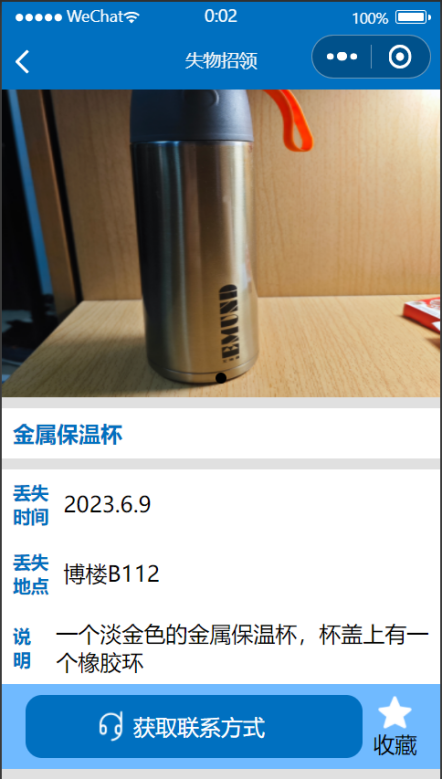 WeChat 0:02 100%
失物招领
EMUND
金属保温杯
丢失
时间
2023.6.9
丢失
地点
博楼B112
说
明
一个淡金色的金属保温杯，杯盖上有一
个橡胶环
获取联系方式
收藏